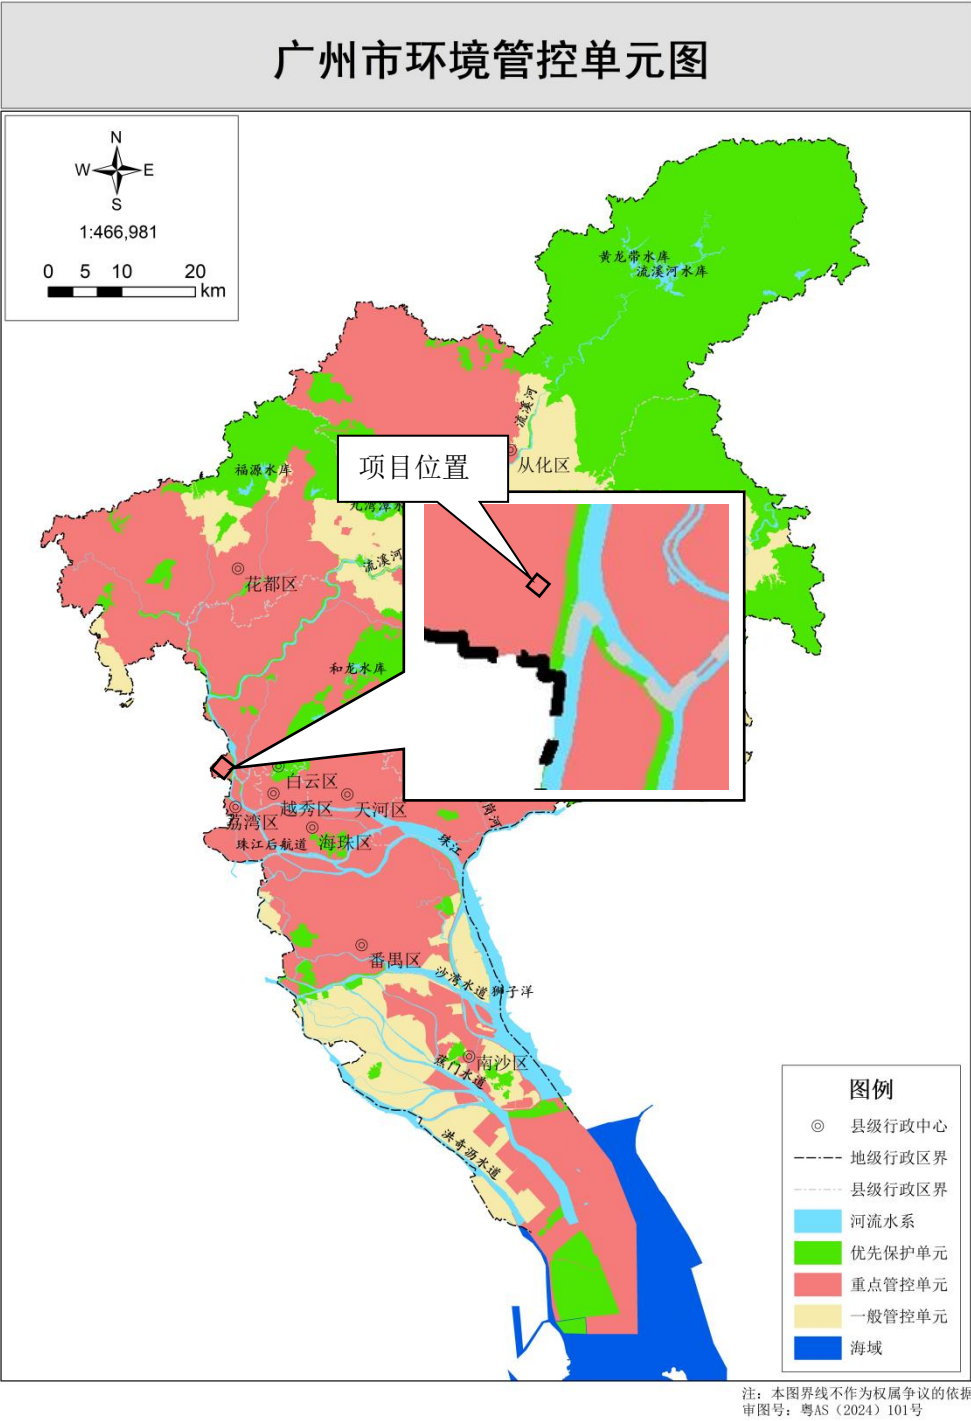 广州市环境管控单元图
N
W E
S
1:466,981
0 5 10 20
km
黄龙带水库
流溪河水库
流溪河
从化区
项目位置
福源水库
九湾潭水
流溪河
花都区
和龙水库
白云区
越秀区
天河区
荔湾区
海珠区
珠江后航道
珠江
岗河
番禺区
沙湾水道
狮子洋
南沙区
蕉门水道
洪奇沥水道
图例
县级行政中心
地级行政区界
县级行政区界
河流水系
优先保护单元
重点管控单元
一般管控单元
海域
注: 本图界线不作为权属争议的依据
审图号: 粤AS（2024）101号